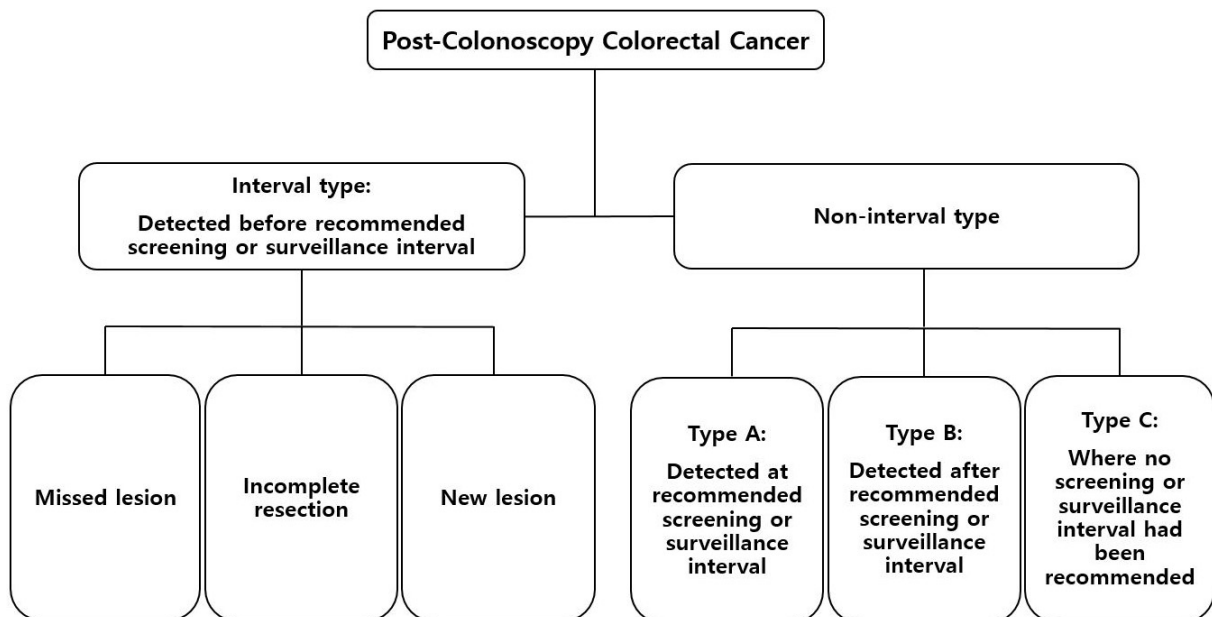 Post-Colonoscopy Colorectal Cancer
Interval type:
Detected before recommended
screening or surveillance interval
Non-interval type
Missed lesion
Incomplete
resection
New lesion
Type A:
Detected at
recommended
screening or
surveillance
interval
Type B:
Detected after
recommended
screening or
surveillance
interval
Type C:
Where no
screening or
surveillance
interval had
been
recommended